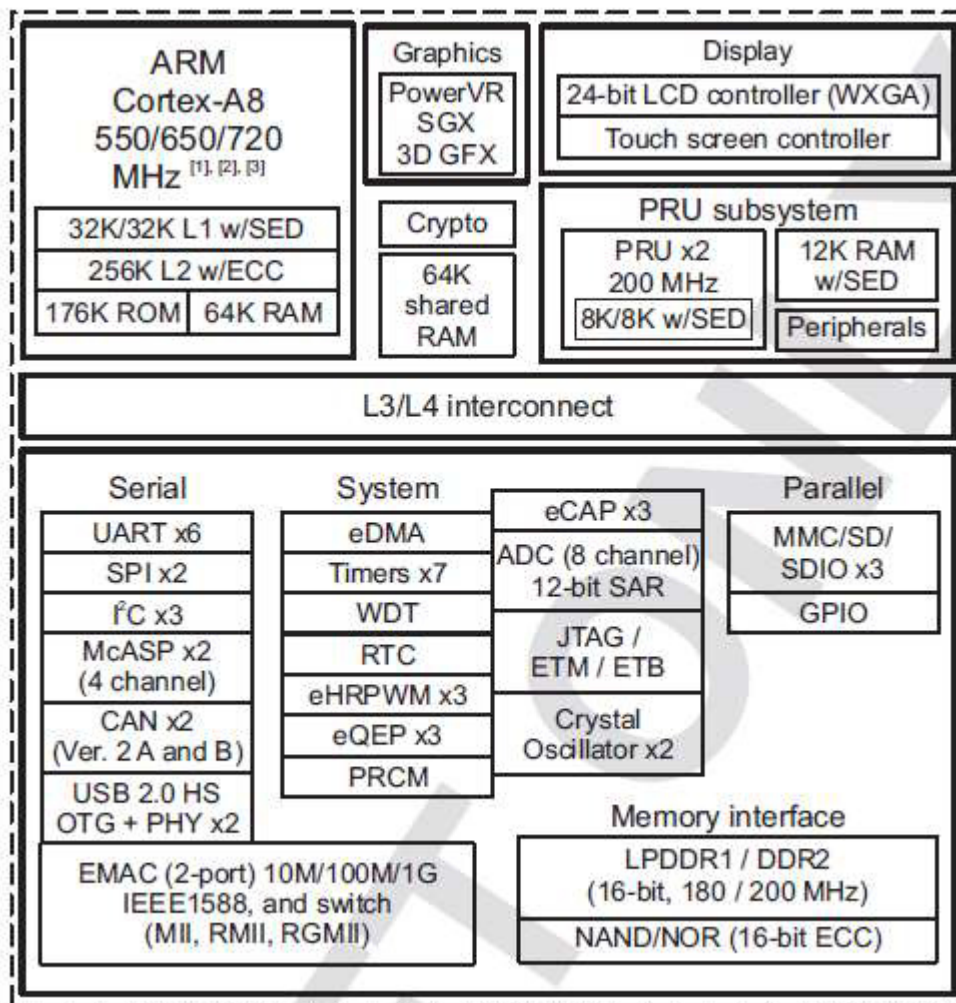 ARM
Cortex-A8
550/650/720
MHz [1], [2], [3]
32K/32K L1 w/SED
256K L2 w/ECC
176K ROM
64K RAM
Graphics
PowerVR
SGX
3D GFX
Crypto
64K
shared
RAM
Display
24-bit LCD controller (WXGA)
Touch screen controller
PRU subsystem
PRU x2
200 MHz
8K/8K w/SED
12K RAM
w/SED
Peripherals
L3/L4 interconnect
Serial
UART x6
SPI x2
I²C x3
McASP x2
(4 channel)
CAN x2
(Ver. 2 A and B)
USB 2.0 HS
OTG + PHY x2
EMAC (2-port) 10M/100M/1G
IEEE1588, and switch
(MII, RMII, RGMII)
System
eDMA
Timers x7
WDT
RTC
eHRPWM x3
eQEP x3
PRCM
eCAP x3
ADC (8 channel)
12-bit SAR
JTAG /
ETM / ETB
Crystal
Oscillator x2
Parallel
MMC/SD/
SDIO x3
GPIO
Memory interface
LPDDR1 / DDR2
(16-bit, 180 / 200 MHz)
NAND/NOR (16-bit ECC)